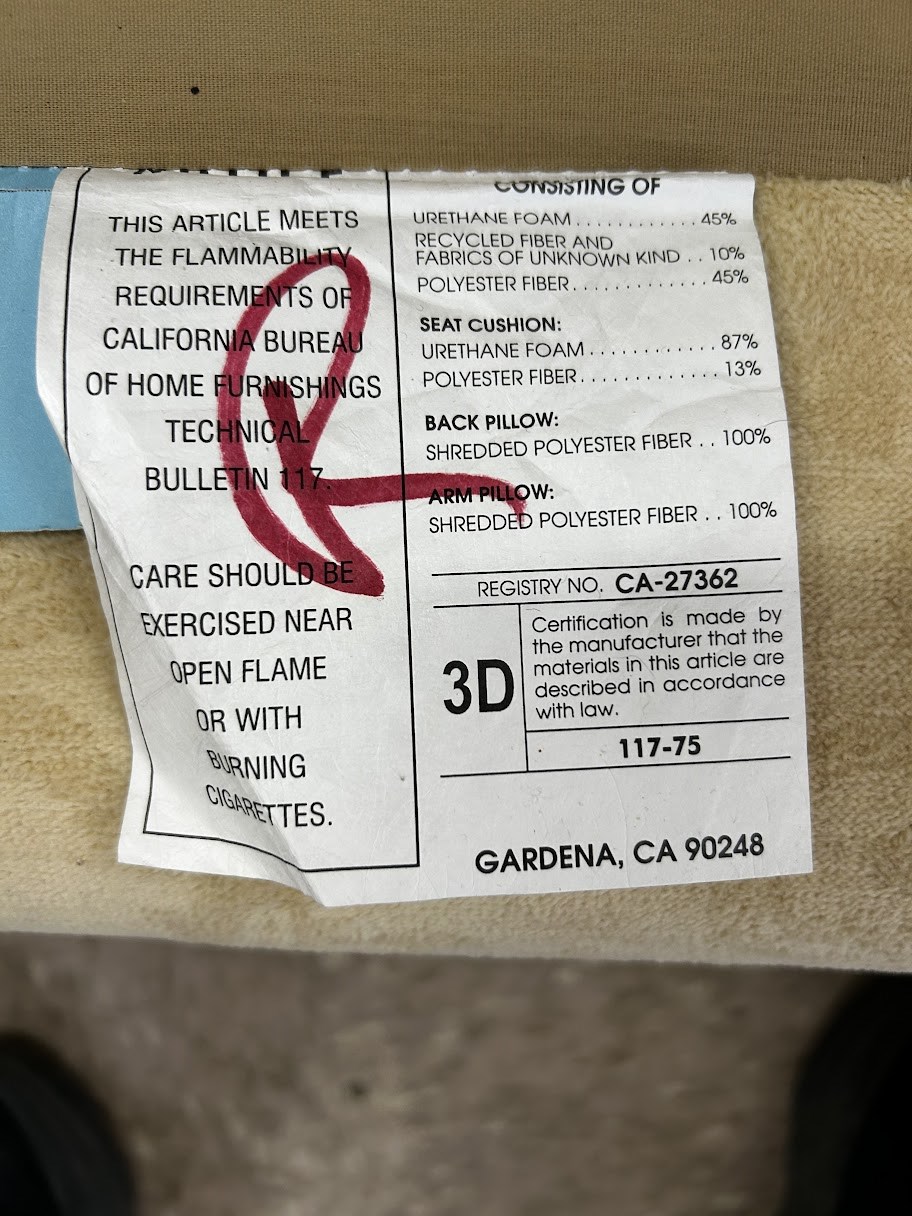 THIS ARTICLE MEETS
THE FLAMMABILITY
REQUIREMENTS OF
CALIFORNIA BUREAU
OF HOME FURNISHINGS
TECHNICAL
BULLETIN 117.
CARE SHOULD BE
EXERCISED NEAR
OPEN FLAME
OR WITH
BURNING
CIGARETTES.
CONSISTING OF
URETHANE FOAM . . . . . . . . . . . 45%
RECYCLED FIBER AND
FABRICS OF UNKNOWN KIND . . 10%
POLYESTER FIBER. . . . . . . . . . . . 45%
SEAT CUSHION:
URETHANE FOAM . . . . . . . . . . . 87%
POLYESTER FIBER. . . . . . . . . . . . 13%
BACK PILLOW:
SHREDDED POLYESTER FIBER . . 100%
ARM PILLOW:
SHREDDED POLYESTER FIBER . . 100%
REGISTRY NO. CA-27362
3D
Certification is made by
the manufacturer that the
materials in this article are
described in accordance
with law.
117-75
GARDENA, CA 90248